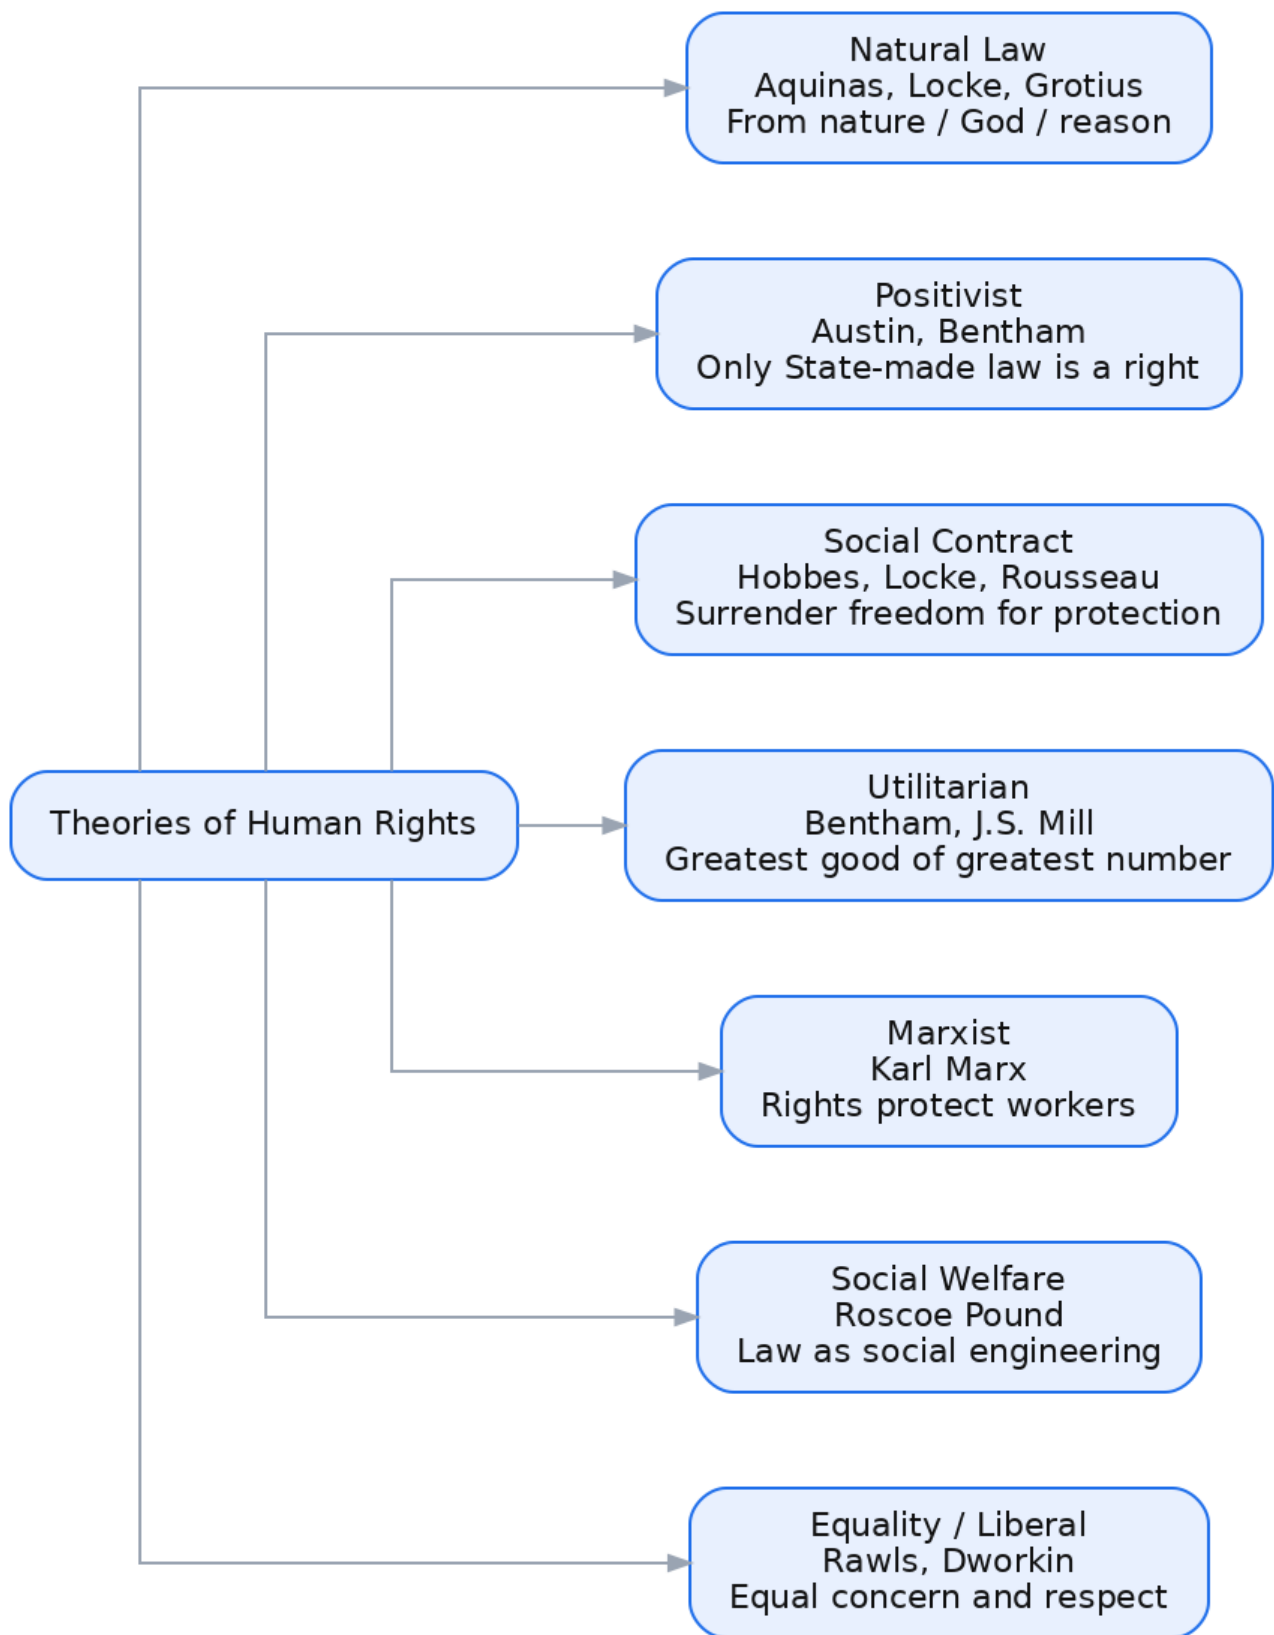 Natural Law
Aquinas, Locke, Grotius
From nature / God / reason
Positivist
Austin, Bentham
Only State-made law is a right
Social Contract
Hobbes, Locke, Rousseau
Surrender freedom for protection
Theories of Human Rights
Utilitarian
Bentham, J.S. Mill
Greatest good of greatest number
Marxist
Karl Marx
Rights protect workers
Social Welfare
Roscoe Pound
Law as social engineering
Equality / Liberal
Rawls, Dworkin
Equal concern and respect